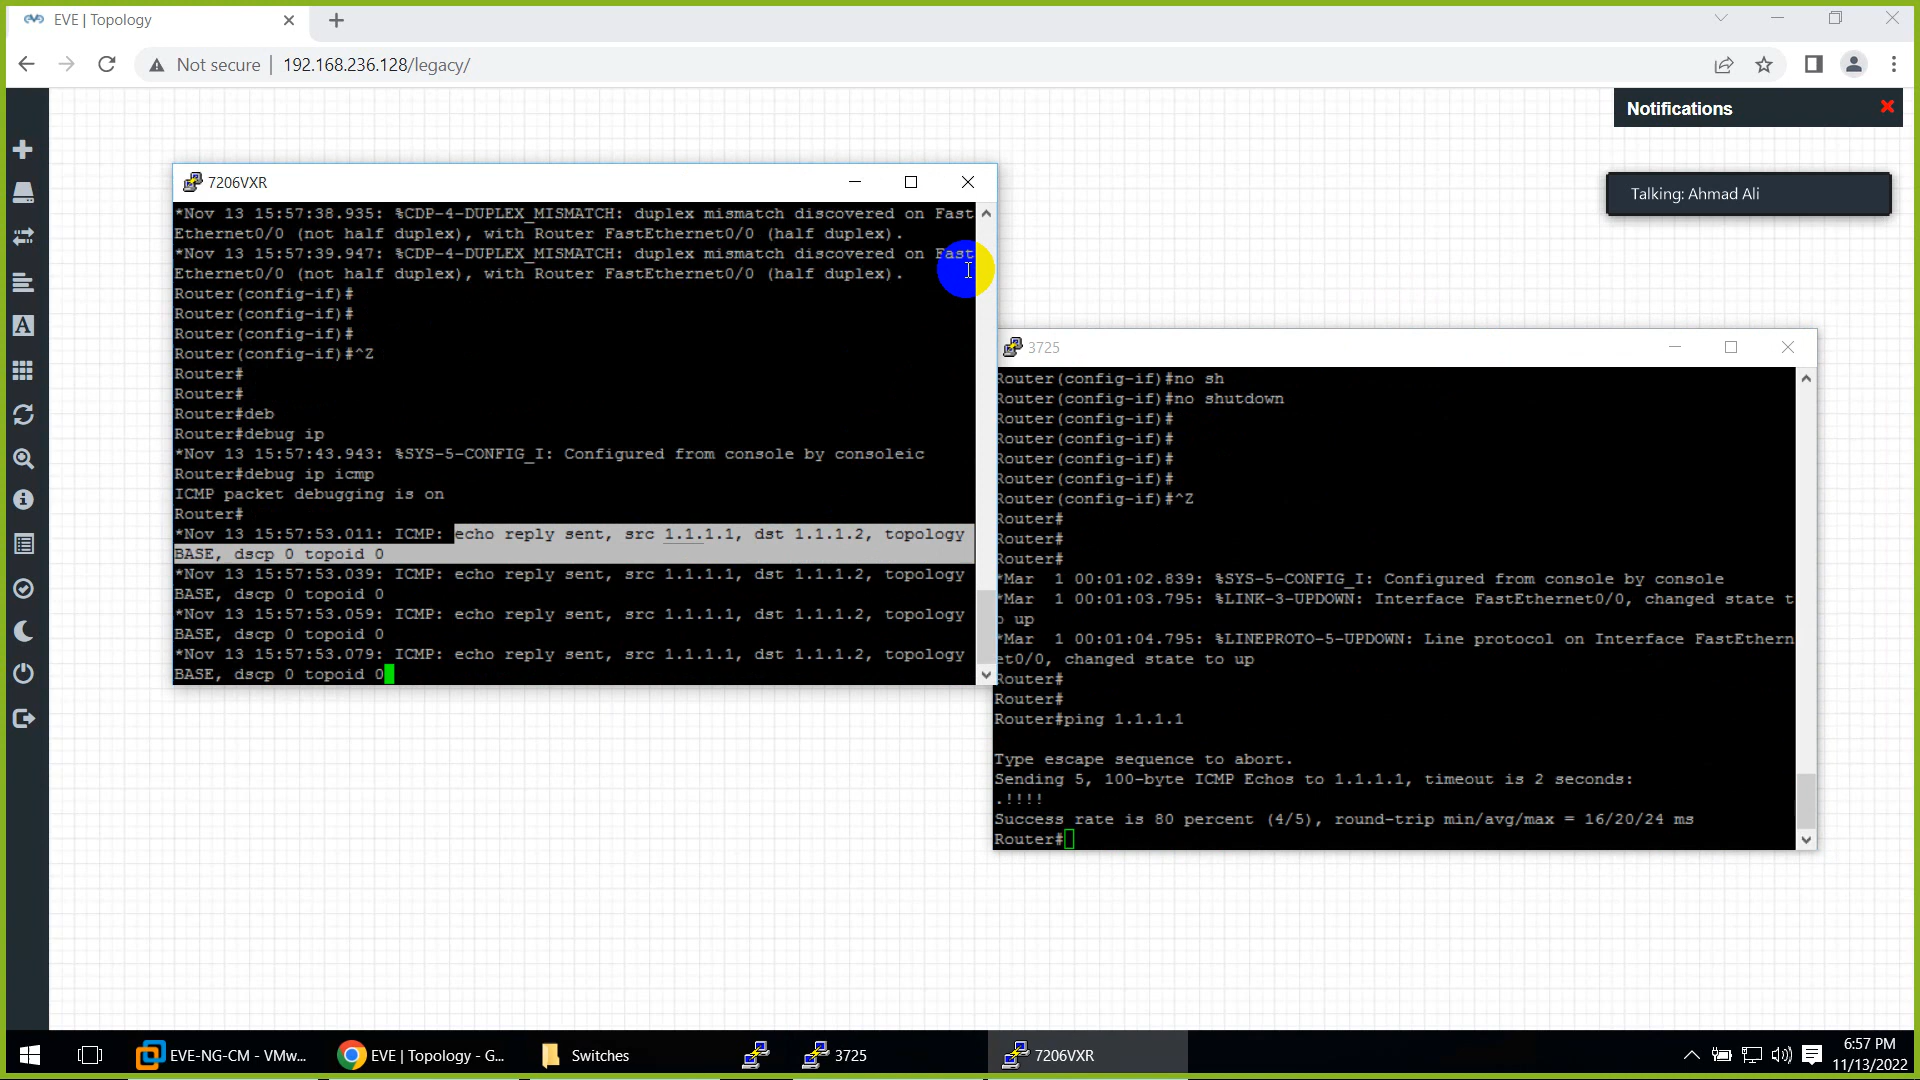 EVE | Topology
Not secure
192.168.236.128/legacy/
Notifications
Talking: Ahmad Ali
7206VXR
*Nov 13 15:57:38.935: %CDP-4-DUPLEX_MISMATCH: duplex mismatch discovered on Fast
Ethernet0/0 (not half duplex), with Router FastEthernet0/0 (half duplex).
*Nov 13 15:57:39.947: %CDP-4-DUPLEX_MISMATCH: duplex mismatch discovered on Fast
Ethernet0/0 (not half duplex), with Router FastEthernet0/0 (half duplex).
Router(config-if)#
Router(config-if)#
Router(config-if)#
Router(config-if)#^Z
Router#
Router#
Router#deb
Router#debug ip
*Nov 13 15:57:43.943: %SYS-5-CONFIG_I: Configured from console by consoleic
Router#debug ip icmp
ICMP packet debugging is on
Router#
*Nov 13 15:57:53.011: ICMP: echo reply sent, src 1.1.1.1, dst 1.1.1.2, topology
BASE, dscp 0 topoid 0
*Nov 13 15:57:53.039: ICMP: echo reply sent, src 1.1.1.1, dst 1.1.1.2, topology
BASE, dscp 0 topoid 0
*Nov 13 15:57:53.059: ICMP: echo reply sent, src 1.1.1.1, dst 1.1.1.2, topology
BASE, dscp 0 topoid 0
*Nov 13 15:57:53.079: ICMP: echo reply sent, src 1.1.1.1, dst 1.1.1.2, topology
BASE, dscp 0 topoid 0
3725
Router(config-if)#no sh
Router(config-if)#no shutdown
Router(config-if)#
Router(config-if)#
Router(config-if)#
Router(config-if)#
Router(config-if)#^Z
Router#
Router#
Router#
*Mar  1 00:01:02.839: %SYS-5-CONFIG_I: Configured from console by console
*Mar  1 00:01:03.795: %LINK-3-UPDOWN: Interface FastEthernet0/0, changed state t
o up
*Mar  1 00:01:04.795: %LINEPROTO-5-UPDOWN: Line protocol on Interface FastEthern
et0/0, changed state to up
Router#
Router#
Router#ping 1.1.1.1
Type escape sequence to abort.
Sending 5, 100-byte ICMP Echos to 1.1.1.1, timeout is 2 seconds:
.!!!!
Success rate is 80 percent (4/5), round-trip min/avg/max = 16/20/24 ms
Router#
EVE-NG-CM - VMw...
EVE | Topology - G...
Switches
3725
7206VXR
6:57 PM
11/13/2022